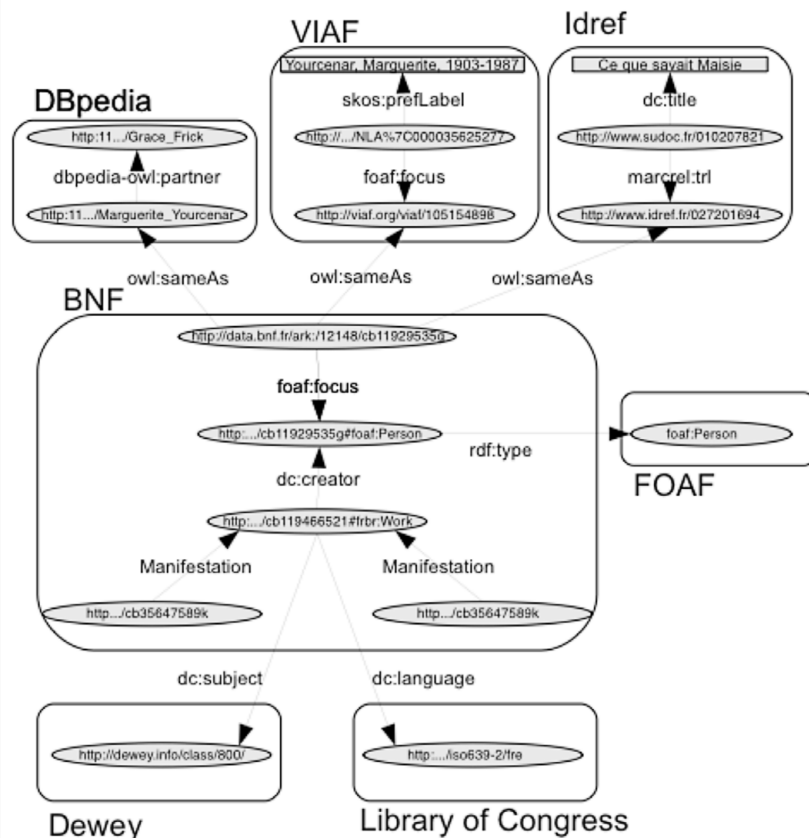 VIAF
Idref
Yourcenar, Marguerite, 1903-1987
Ce que savait Maisie
skos:prefLabel
dc:title
DBpedia
http:11.../Grace_Frick
http://.../NLA%7C000035625277
http://www.sudoc.fr/010207821
dbpedia-owl:partner
foaf:focus
marcrel:trl
http:11.../Marguerite_Yourcenar
http://viaf.org/viaf/105154898
http://www.idref.fr/027201694
owl:sameAs
owl:sameAs
owl:sameAs
BNF
http://data.bnf.fr/ark:/12148/cb11929535g
foaf:focus
http:.../cb11929535g#foaf:Person
foaf:Person
rdf:type
dc:creator
FOAF
http:.../cb119466521#frbr:Work
Manifestation
Manifestation
http.../cb35647589k
http.../cb35647589k
dc:subject
dc:language
http://dewey.info/class/800/
http:.../iso639-2/fre
Dewey
Library of Congress